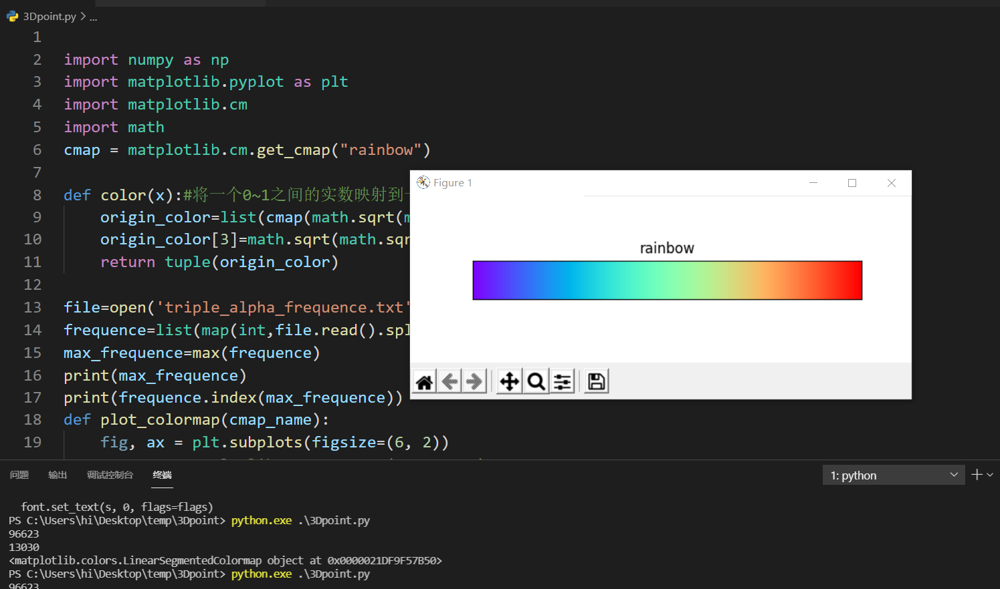 3Dpoint.py > ...
1
2 import numpy as np
3 import matplotlib.pyplot as plt
4 import matplotlib.cm
5 import math
6 cmap = matplotlib.cm.get_cmap("rainbow")
7
8 def color(x):#将一个0~1之间的实数映射到
9 origin_color=list(cmap(math.sqrt(
10 origin_color[3]=math.sqrt(math.sqr
11 return tuple(origin_color)
12
13 file=open('triple_alpha_frequence.txt'
14 frequence=list(map(int,file.read().spl
15 max_frequence=max(frequence)
16 print(max_frequence)
17 print(frequence.index(max_frequence))
18 def plot_colormap(cmap_name):
19 fig, ax = plt.subplots(figsize=(6, 2))
Figure 1
rainbow
问题 输出 调试控制台 终端
1: python
font.set_text(s, 0, flags=flags)
PS C:\Users\hi\Desktop\temp\3Dpoint> python.exe .\3Dpoint.py
96623
13030
<matplotlib.colors.LinearSegmentedColormap object at 0x0000021DF9F57B50>
PS C:\Users\hi\Desktop\temp\3Dpoint> python.exe .\3Dpoint.py
96623